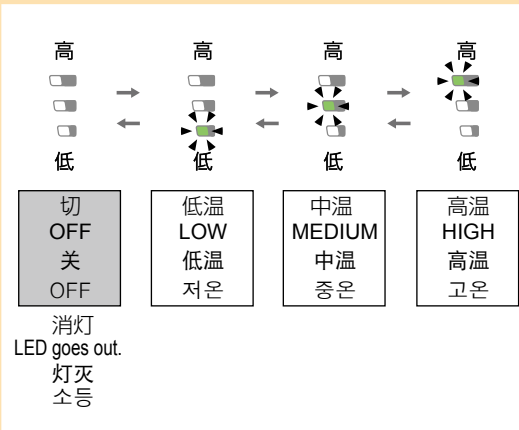 高 高 高 高
低 低 低 低
切
OFF
关
OFF
低温
LOW
低温
저온
中温
MEDIUM
中温
중온
高温
HIGH
高温
고온
消灯
LED goes out.
灯灭
소등